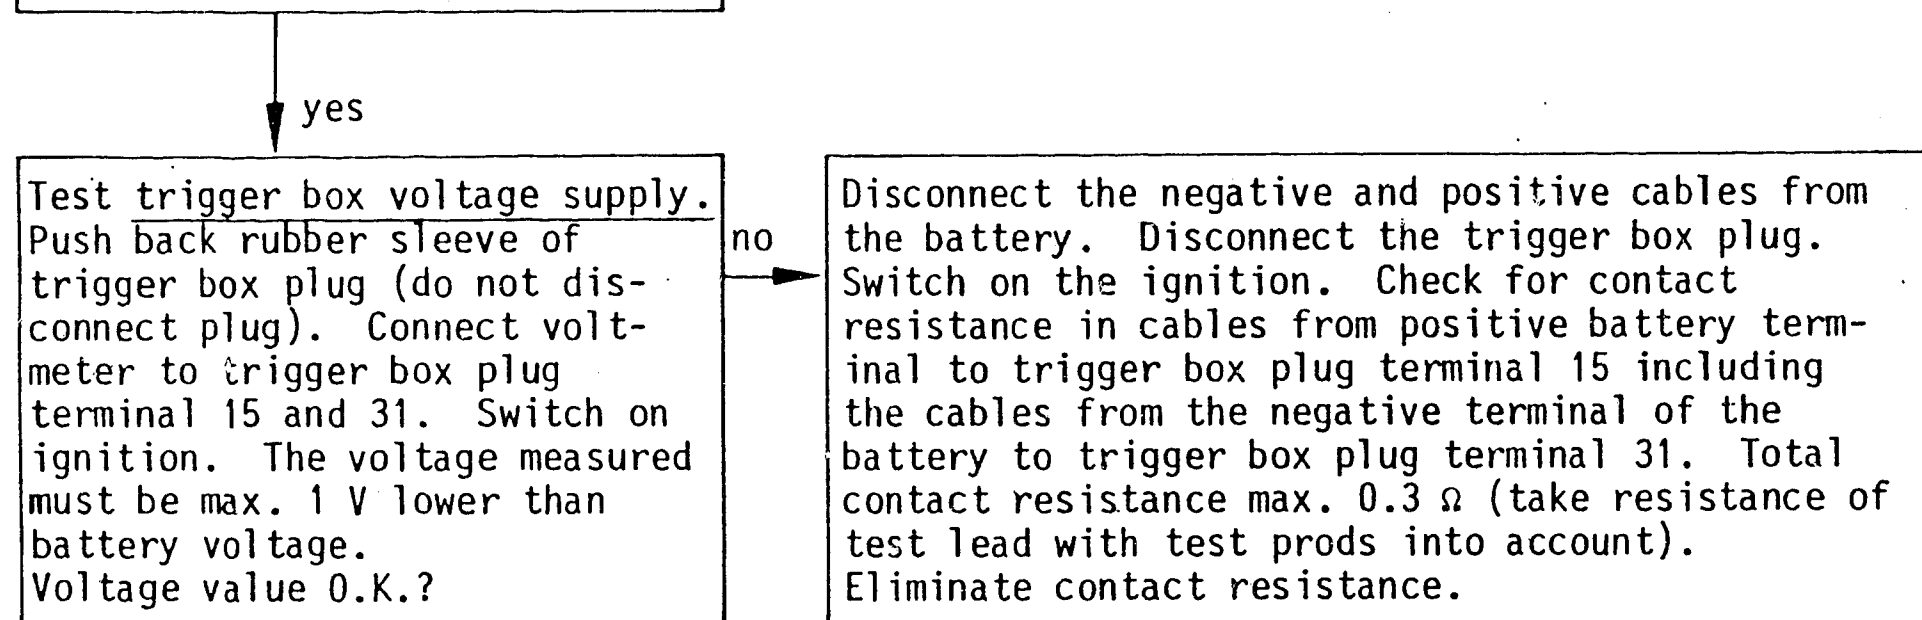 yes
Test trigger box voltage supply.
Push back rubber sleeve of
trigger box plug (do not dis-
connect plug). Connect volt-
meter to trigger box plug
terminal 15 and 31. Switch on
ignition. The voltage measured
must be max. 1 V lower than
battery voltage.
Voltage value O.K.?
no
Disconnect the negative and positive cables from
the battery. Disconnect the trigger box plug.
Switch on the ignition. Check for contact
resistance in cables from positive battery term-
inal to trigger box plug terminal 15 including
the cables from the negative terminal of the
battery to trigger box plug terminal 31. Total
contact resistance max. 0.3 Ω (take resistance of
test lead with test prods into account).
Eliminate contact resistance.